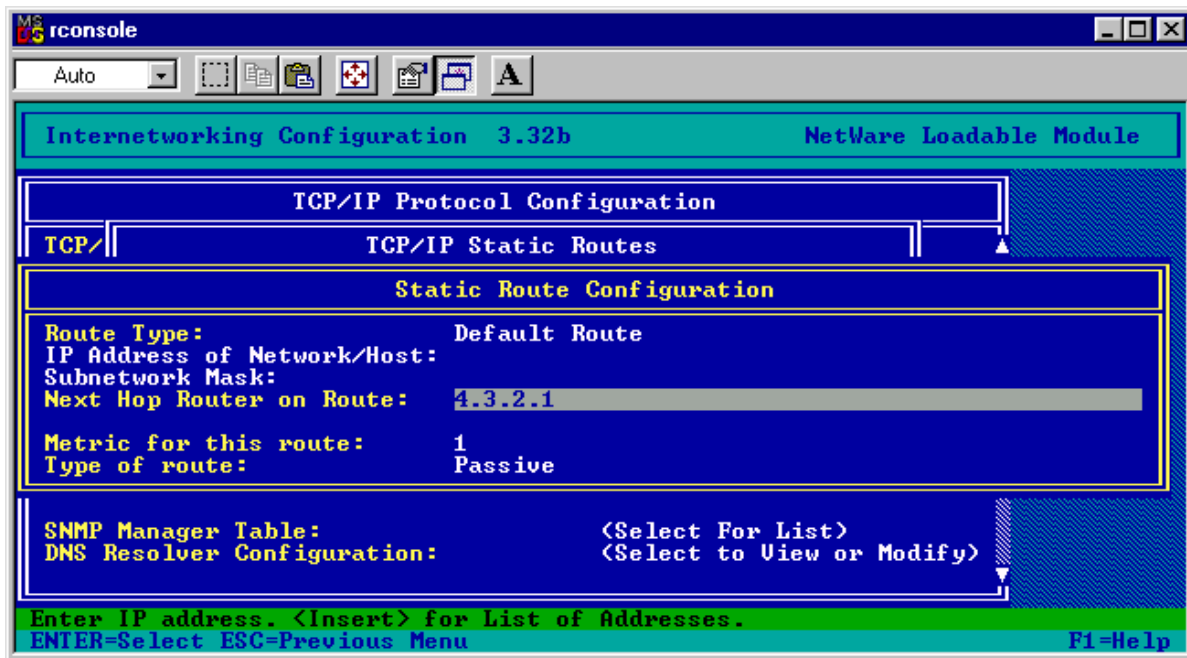 rconsole
Auto A
Internetworking Configuration 3.32b NetWare Loadable Module
TCP/IP Protocol Configuration
TCP/ TCP/IP Static Routes
Static Route Configuration
Route Type: Default Route
IP Address of Network/Host:
Subnetwork Mask:
Next Hop Router on Route: 4.3.2.1
Metric for this route: 1
Type of route: Passive
SNMP Manager Table: (Select For List)
DNS Resolver Configuration: (Select to View or Modify)
Enter IP address. <Insert> for List of Addresses.
ENTER=Select ESC=Previous Menu F1=Help